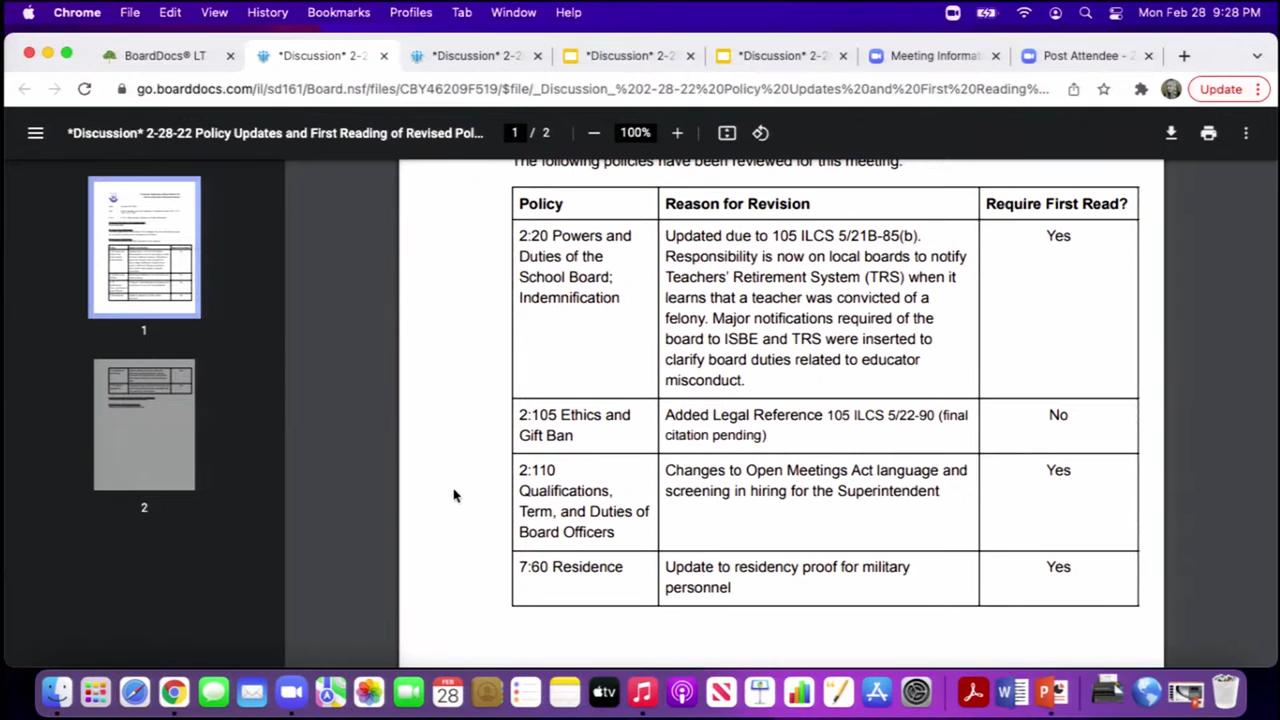 Chrome File Edit View History Bookmarks Profiles Tab Window Help Mon Feb 28 9:28 PM
BoardDocs® LT *Discussion* 2-2 *Discussion* 2-28 *Discussion* 2-28 *Discussion* 2-2 Meeting Informat Post Attendee - Z
go.boarddocs.com/il/sd161/Board.nsf/files/CBY46209F519/$file/_Discussion_%202-28-22%20Policy%20Updates%20and%20First%20Reading%... Update
*Discussion* 2-28-22 Policy Updates and First Reading of Revised Pol... 1 / 2 100%
The following policies have been reviewed for this meeting.
Policy Reason for Revision Require First Read?
2:20 Powers and Updated due to 105 ILCS 5/21B-85(b). Yes
Duties of the Responsibility is now on local boards to notify
School Board; Teachers' Retirement System (TRS) when it
Indemnification learns that a teacher was convicted of a
felony. Major notifications required of the
board to ISBE and TRS were inserted to
clarify board duties related to educator
misconduct.
2:105 Ethics and Added Legal Reference 105 ILCS 5/22-90 (final No
Gift Ban citation pending)
2:110 Changes to Open Meetings Act language and Yes
Qualifications, screening in hiring for the Superintendent
Term, and Duties of
Board Officers
7:60 Residence Update to residency proof for military Yes
personnel
1
2
FEB
28
tv